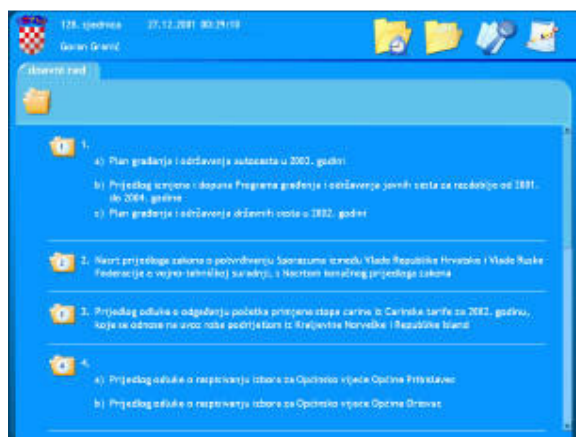 128. sjednica 27.12.2001 00:29:10
Goran Granić
dnevni red
1.
a) Plan građenja i održavanja autocesta u 2002. godini
b) Prijedlog izmjene i dopune Programa građenja i održavanja javnih cesta za razdoblje od 2001.
do 2004. godine
c) Plan građenja i održavanja državnih cesta u 2002. godini
2. Nacrt prijedloga zakona o potvrđivanju Sporazuma između Vlade Republike Hrvatske i Vlade Ruske
Federacije o vojno-tehničkoj suradnji, s Nacrtom konačnog prijedloga zakona
3. Prijedlog odluke o odgađanju početka primjene stopa carine iz Carinske tarife za 2002. godinu,
koje se odnose na uvoz roba podrijetlom iz Kraljevine Norveške i Republike Island
4.
a) Prijedlog odluke o raspisivanju izbora za Općinsko vijeće Općine Pribislavec
b) Prijedlog odluke o raspisivanju izbora za Općinsko vijeće Općine